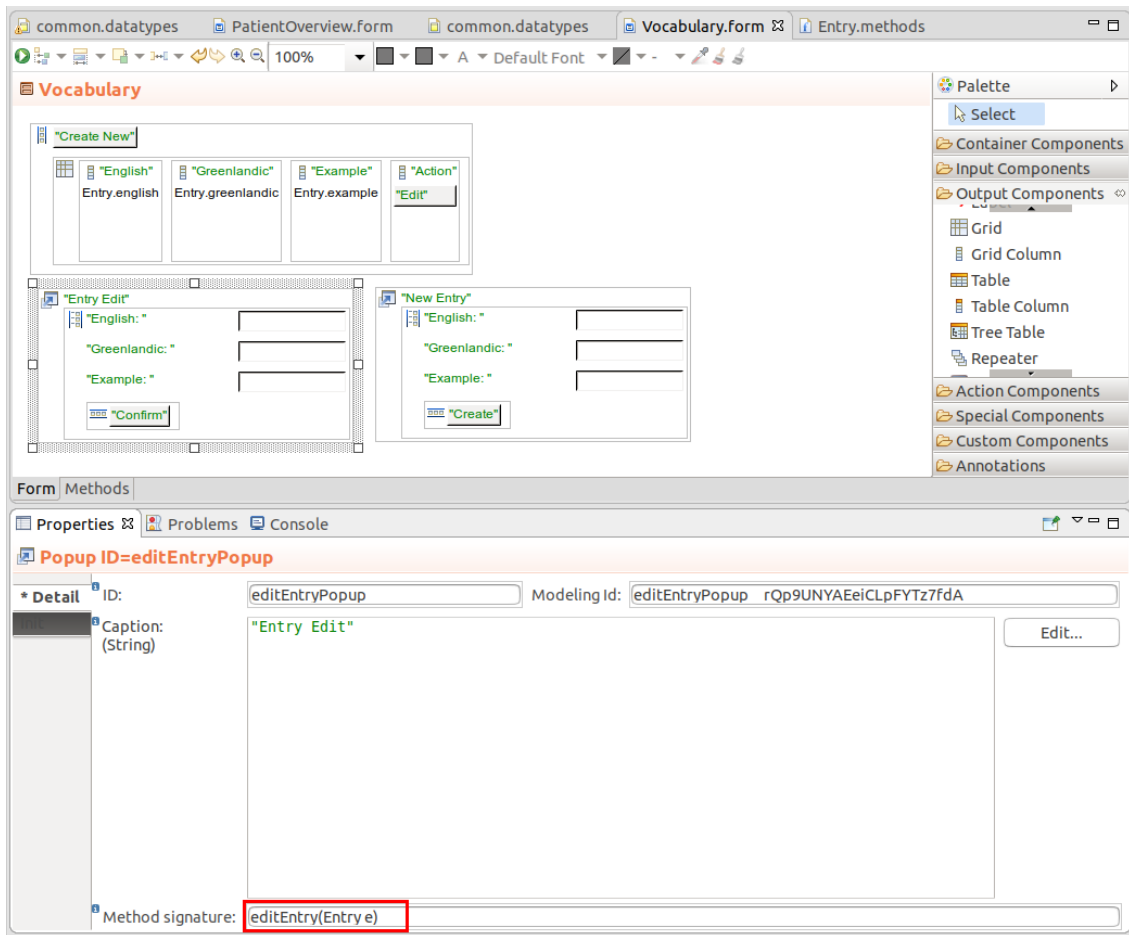 common.datatypes PatientOverview.form common.datatypes Vocabulary.form Entry.methods
100% A Default Font -
Vocabulary
"Create New"
"English" "Greenlandic" "Example" "Action"
Entry.english Entry.greenlandic Entry.example "Edit"
"Entry Edit"
"English: "
"Greenlandic: "
"Example: "
"Confirm"
"New Entry"
"English: "
"Greenlandic: "
"Example: "
"Create"
Palette
Select
Container Components
Input Components
Output Components
Grid
Grid Column
Table
Table Column
Tree Table
Repeater
Action Components
Special Components
Custom Components
Annotations
Form Methods
Properties Problems Console
Popup ID=editEntryPopup
* Detail
Init
ID: editEntryPopup Modeling Id: editEntryPopup rQp9UNYAEeiCLpFYTz7fdA
Caption: "Entry Edit" Edit...
(String)
Method signature: editEntry(Entry e)